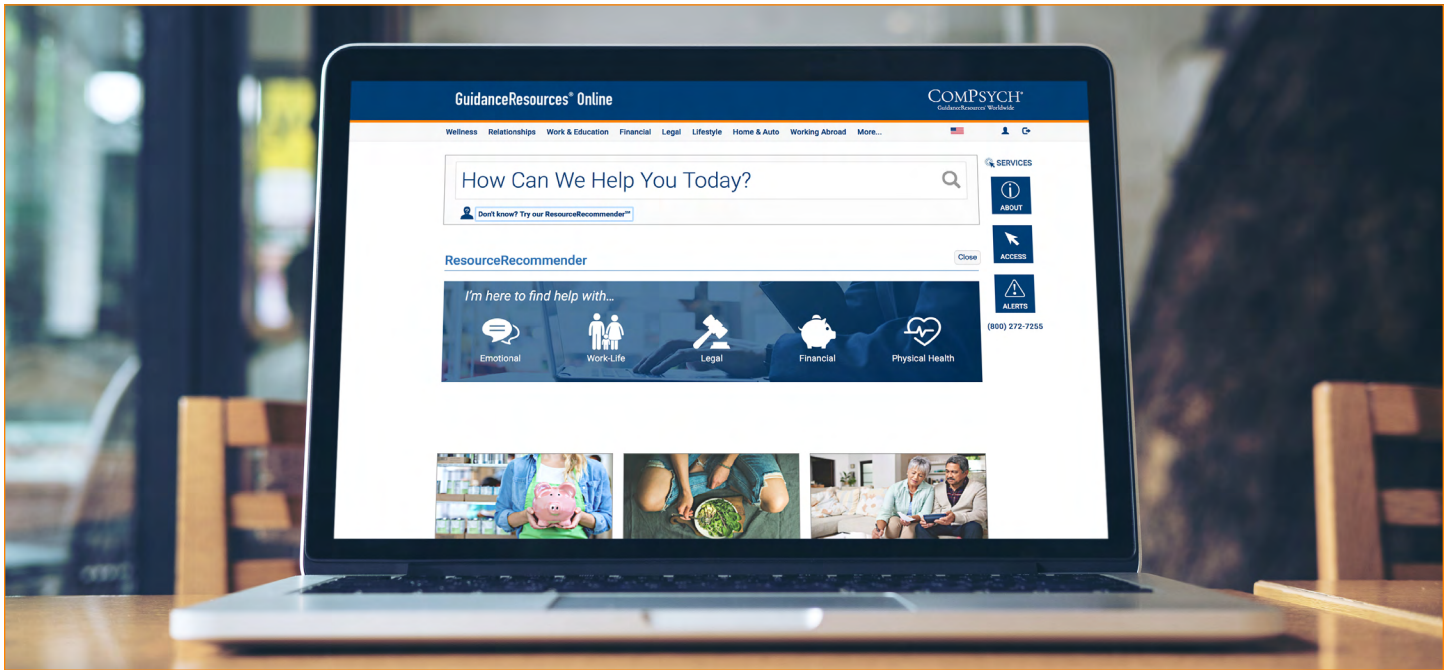 GuidanceResources® Online
COMPSYCH®
GuidanceResources® Worldwide
Wellness Relationships Work & Education Financial Legal Lifestyle Home & Auto Working Abroad More...
SERVICES
How Can We Help You Today?
Don't know? Try our ResourceRecommender℠
ABOUT
ResourceRecommender
Close
ACCESS
I'm here to find help with...
ALERTS
(800) 272-7255
Emotional Work-Life Legal Financial Physical Health